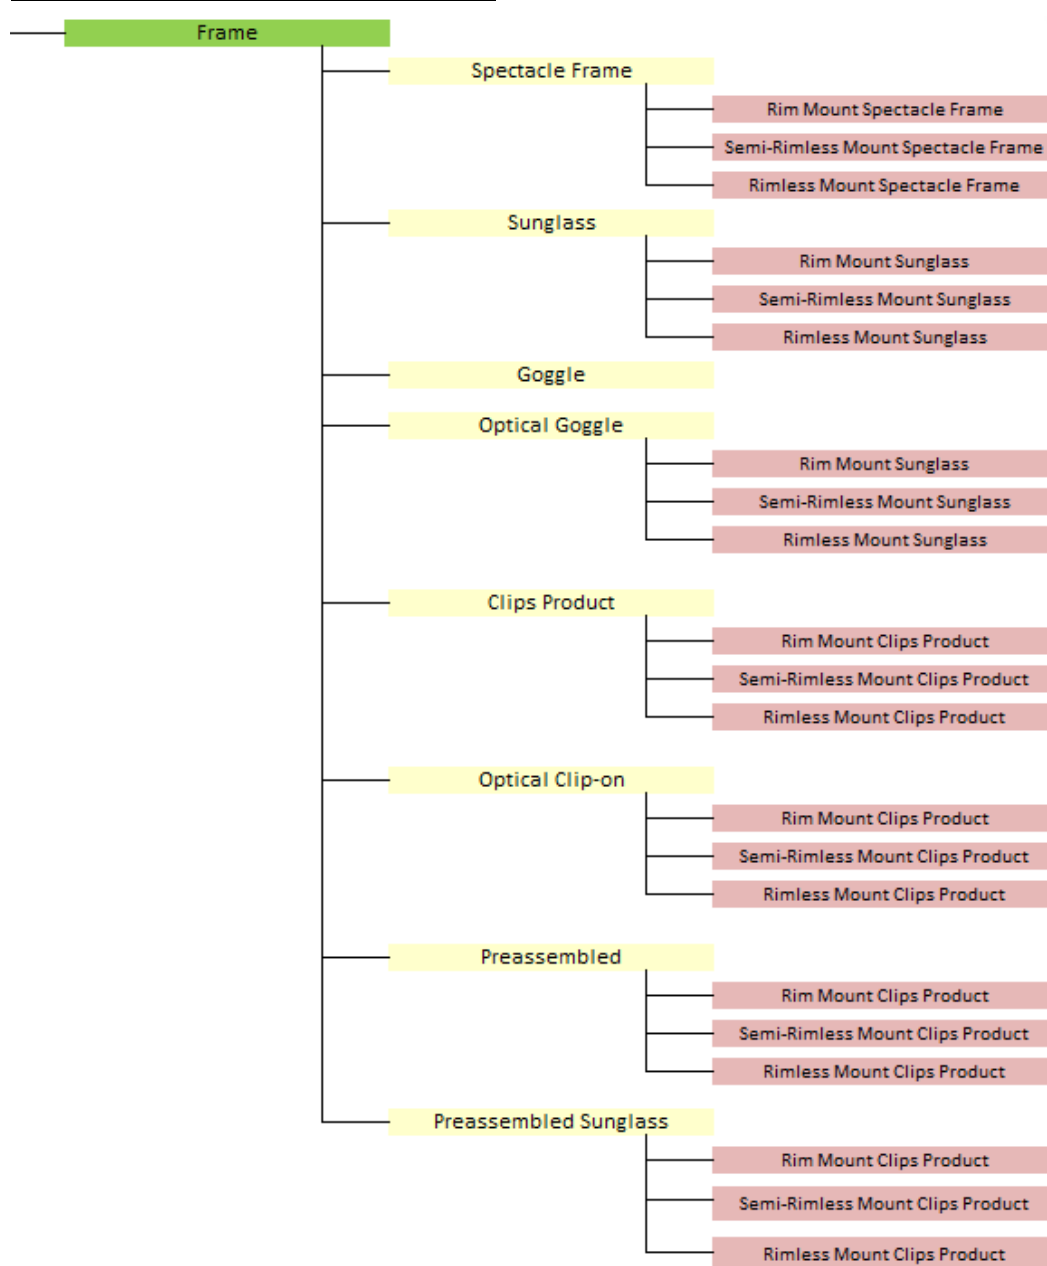 Frame
Spectacle Frame
Rim Mount Spectacle Frame
Semi-Rimless Mount Spectacle Frame
Rimless Mount Spectacle Frame
Sunglass
Rim Mount Sunglass
Semi-Rimless Mount Sunglass
Rimless Mount Sunglass
Goggle
Optical Goggle
Rim Mount Sunglass
Semi-Rimless Mount Sunglass
Rimless Mount Sunglass
Clips Product
Rim Mount Clips Product
Semi-Rimless Mount Clips Product
Rimless Mount Clips Product
Optical Clip-on
Rim Mount Clips Product
Semi-Rimless Mount Clips Product
Rimless Mount Clips Product
Preassembled
Rim Mount Clips Product
Semi-Rimless Mount Clips Product
Rimless Mount Clips Product
Preassembled Sunglass
Rim Mount Clips Product
Semi-Rimless Mount Clips Product
Rimless Mount Clips Product